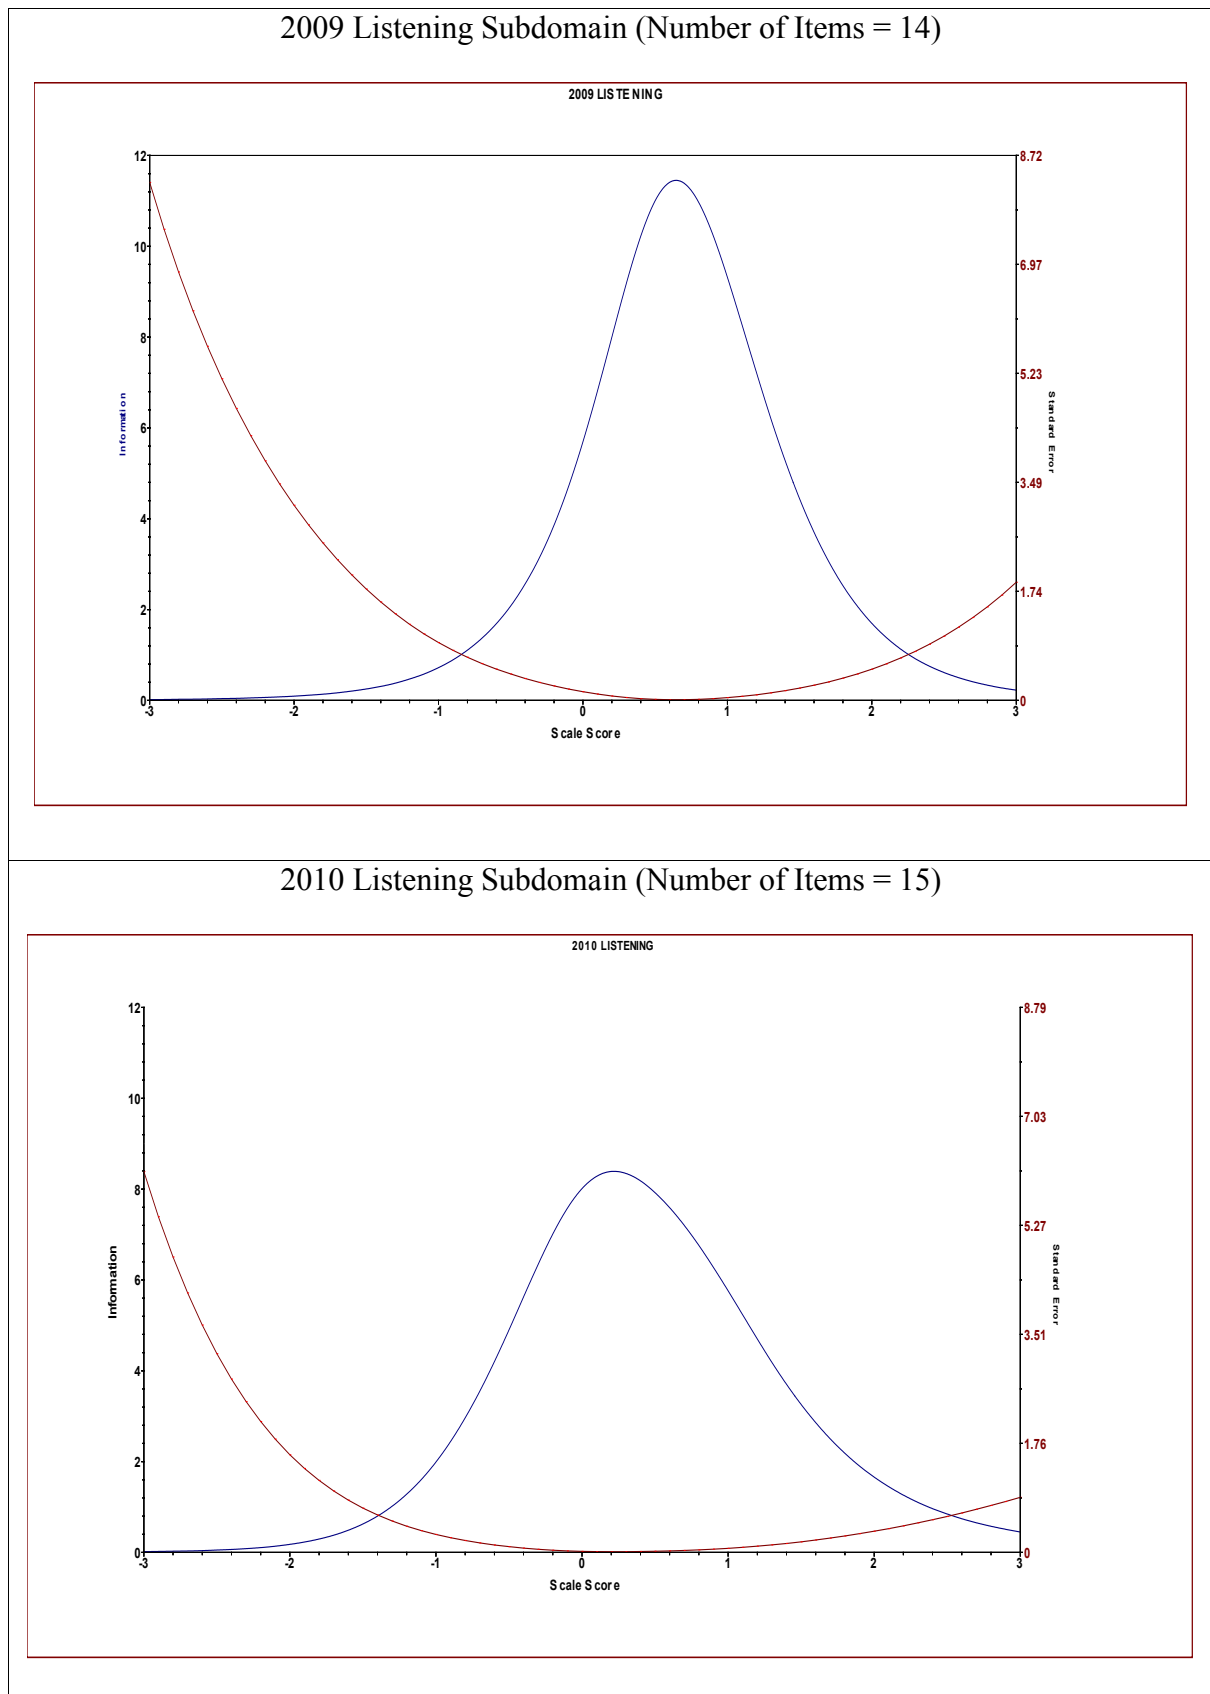 2009 Listening Subdomain (Number of Items = 14)
2009 LISTENING
12
10
8
6
4
2
0
Information
8.72
6.97
5.23
3.49
1.74
0
Standard Error
-3 -2 -1 0 1 2 3
Scale Score
2010 Listening Subdomain (Number of Items = 15)
2010 LISTENING
12
10
8
6
4
2
0
Information
8.79
7.03
5.27
3.51
1.76
0
Standard Error
-3 -2 -1 0 1 2 3
Scale Score